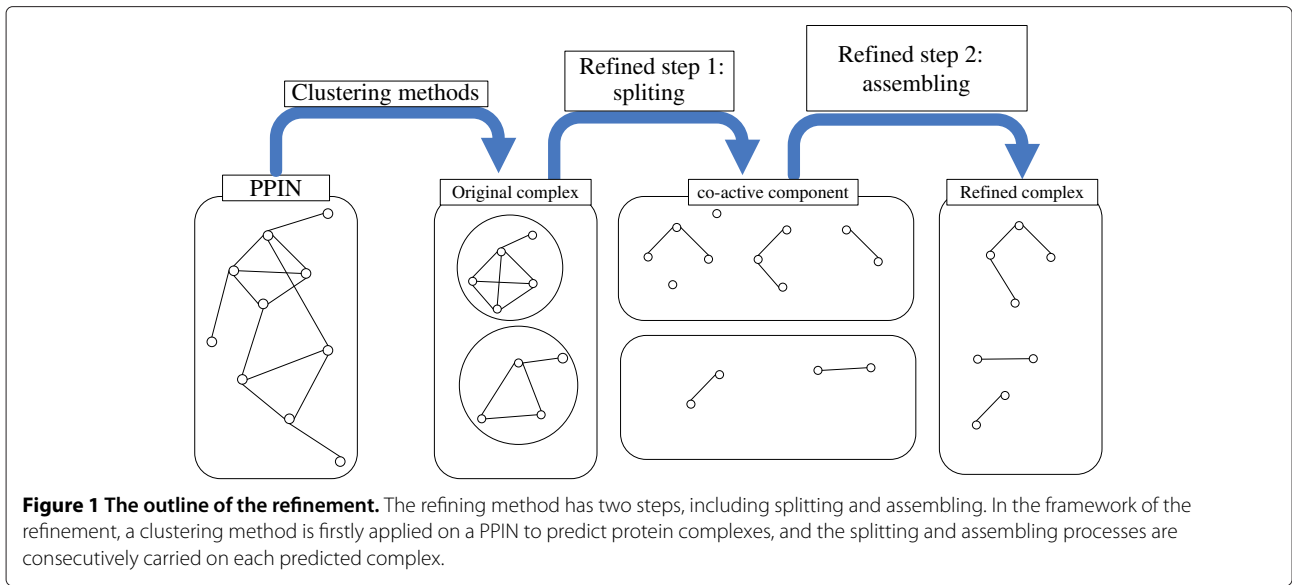 Clustering methods
Refined step 1:
spliting
Refined step 2:
assembling
PPIN
Original complex
co-active component
Refined complex
Figure 1 The outline of the refinement. The refining method has two steps, including splitting and assembling. In the framework of the
refinement, a clustering method is firstly applied on a PPIN to predict protein complexes, and the splitting and assembling processes are
consecutively carried on each predicted complex.